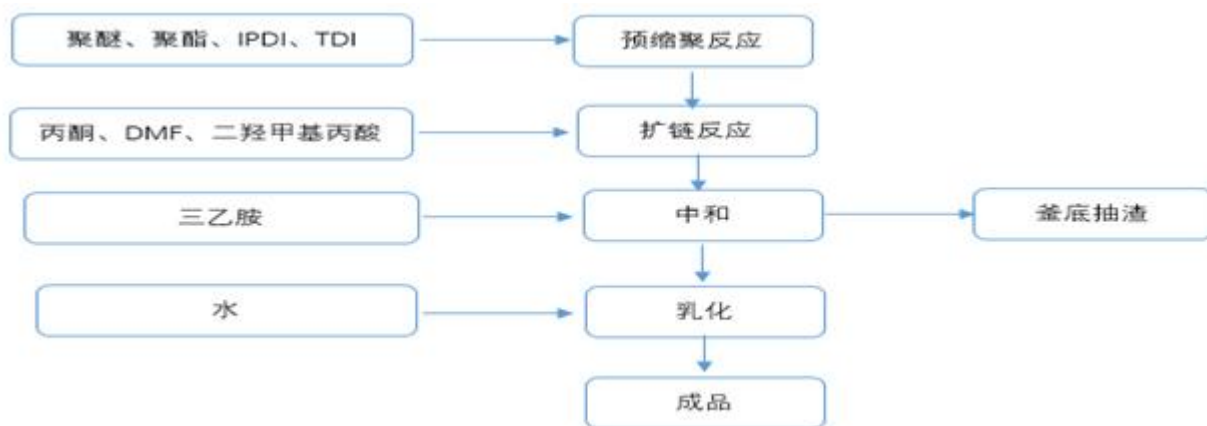 聚醚、聚酯、IPDI、TDI
预缩聚反应
丙酮、DMF、二羟甲基丙酸
扩链反应
三乙胺
中和
釜底抽渣
水
乳化
成品